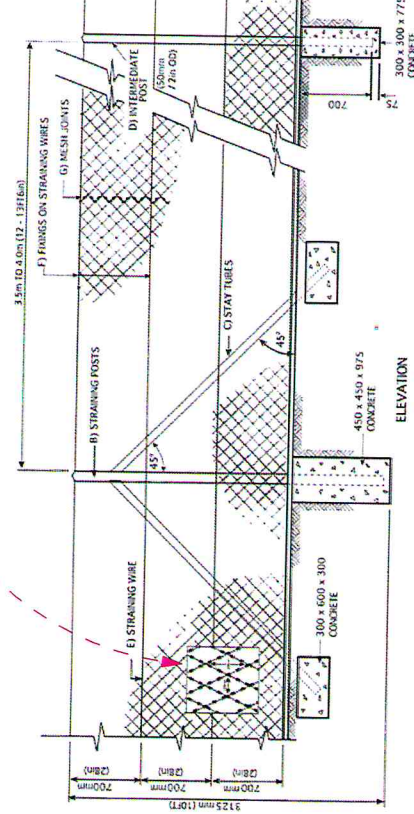 3.5m TO 4.0m (12 - 13FT6in)
B) STRAINING POSTS
F) FIXINGS ON STRAINING WIRES
G) MESH JOINTS
D) INTERMEDIATE
POST
(50mm
/ 2in OD)
E) STRAINING WIRE
C) STAY TUBES
45°
45°
700mm
(28in)
700mm
(28in)
700mm
(28in)
3125 mm (10FT)
300 x 600 x 300
CONCRETE
450 x 450 x 975
CONCRETE
ELEVATION
700
75
300 x 300 x 775
CONCRETE